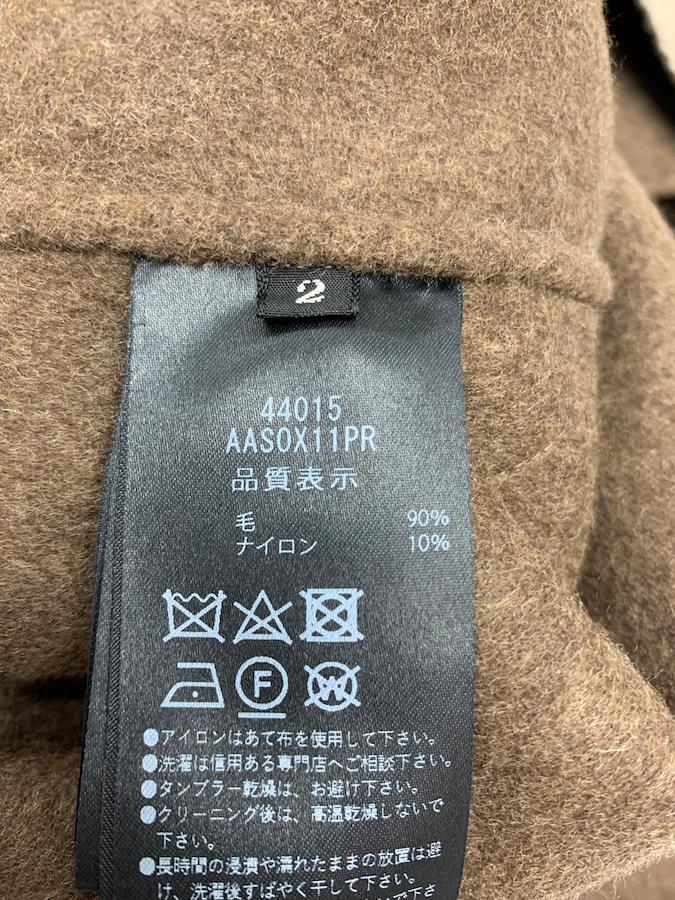 2
44015
AASOX11PR
品質表示
毛 90%
ナイロン 10%
F
W
●アイロンはあて布を使用して下さい。
●洗濯は信用ある専門店へご相談下さい。
●タンブラー乾燥は、お避け下さい。
●クリーニング後は、高温乾燥しないで
下さい。
●長時間の浸漬や濡れたままの放置は避
け、洗濯後すばやく干して下さい。